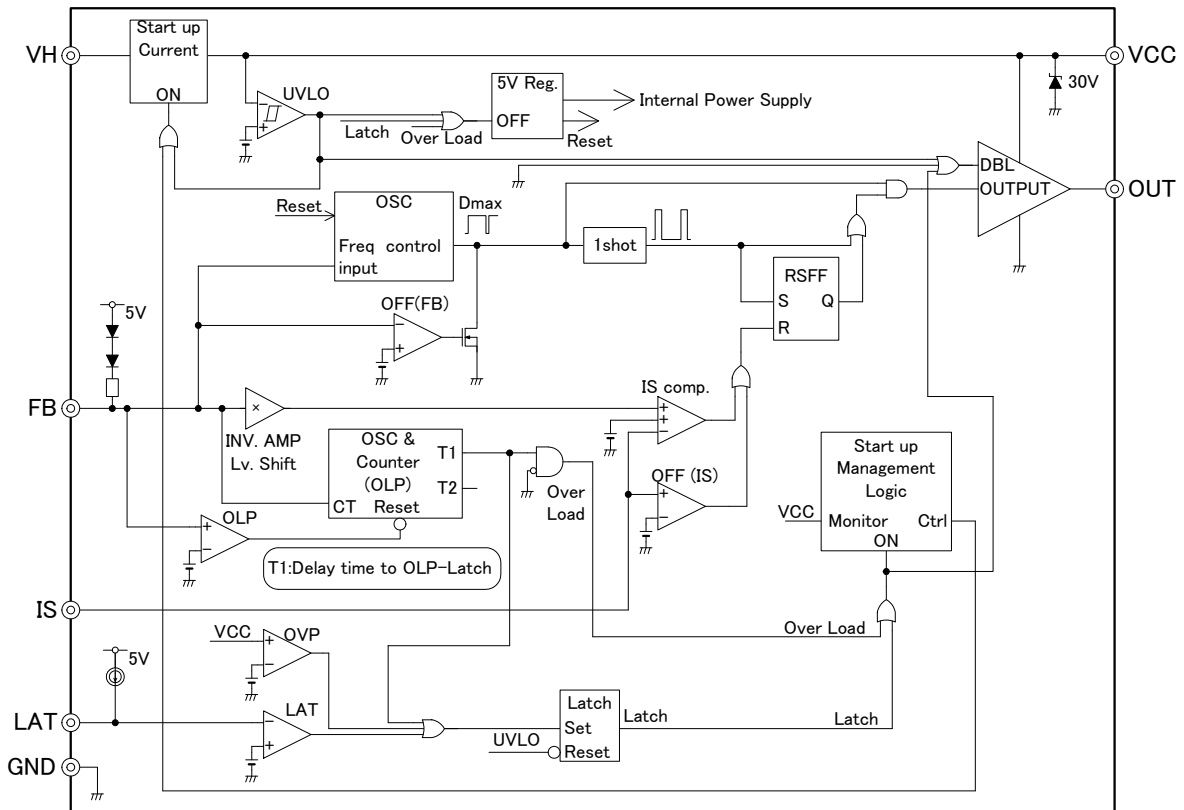 Start up
Current
ON
VH
VCC
UVLO
5V Reg.
OFF
Internal Power Supply
Reset
Latch
Over Load
30V
DBL
OUTPUT
OUT
Reset
OSC
Freq control
input
Dmax
1shot
RSFF
S
Q
R
OFF(FB)
5V
FB
×
INV. AMP
Lv. Shift
IS comp.
OSC &
Counter
(OLP)
T1
T2
CT
Reset
Over
Load
OFF (IS)
Start up
Management
Logic
VCC
Monitor
Ctrl
ON
OLP
T1:Delay time to OLP-Latch
IS
Over Load
VCC
OVP
5V
LAT
LAT
Latch
Set
Reset
UVLO
Latch
Latch
GND
+
−
+
−
+
−
+
+
−
+
−
+
−
−
+